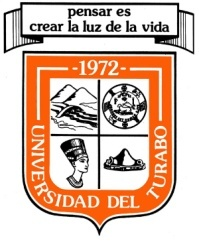 pensar es
crear la luz de la vida
-1972-
UNIVERSIDAD DEL TURABO